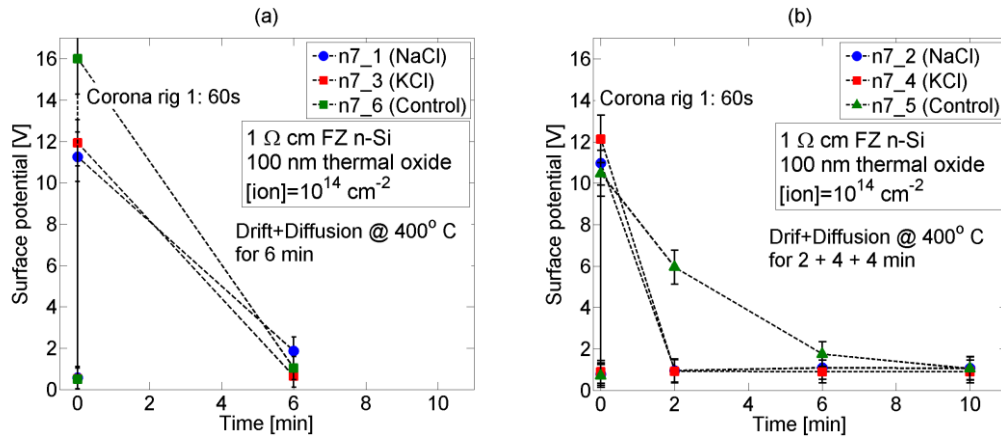 (a)
Surface potential [V]
16
14
12
10
8
6
4
2
0
0 2 4 6 8 10
Time [min]
n7_1 (NaCl)
n7_3 (KCl)
n7_6 (Control)
Corona rig 1: 60s
1 Ω cm FZ n-Si
100 nm thermal oxide
[ion]=10¹⁴ cm⁻²
Drift+Diffusion @ 400° C
for 6 min
(b)
Surface potential [V]
16
14
12
10
8
6
4
2
0
0 2 4 6 8 10
Time [min]
n7_2 (NaCl)
n7_4 (KCl)
n7_5 (Control)
Corona rig 1: 60s
1 Ω cm FZ n-Si
100 nm thermal oxide
[ion]=10¹⁴ cm⁻²
Drif+Diffusion @ 400° C
for 2 + 4 + 4 min